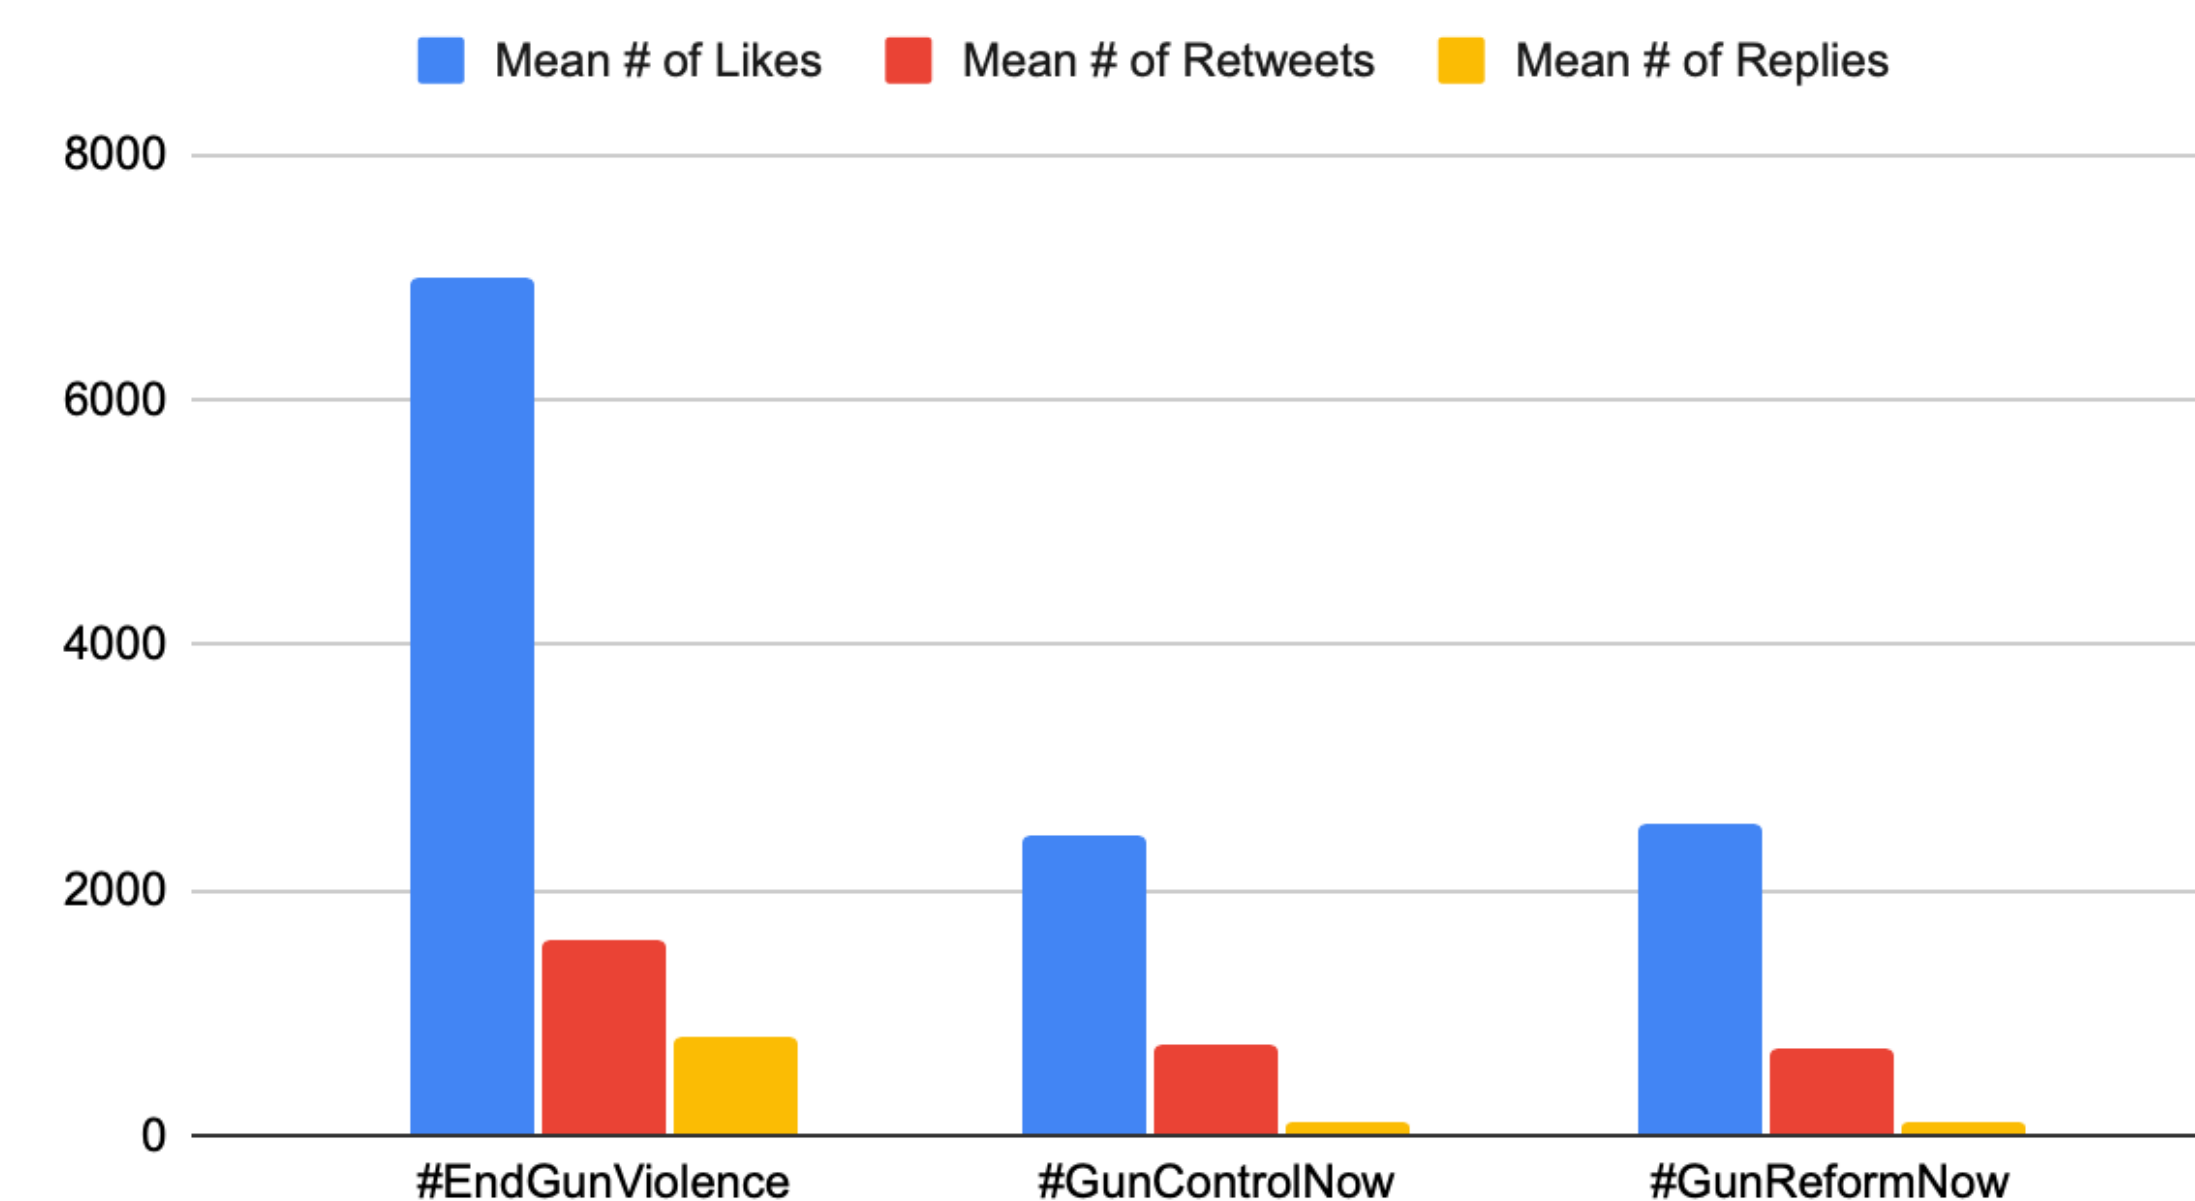 Mean # of Likes Mean # of Retweets Mean # of Replies
8000
6000
4000
2000
0
#EndGunViolence #GunControlNow #GunReformNow